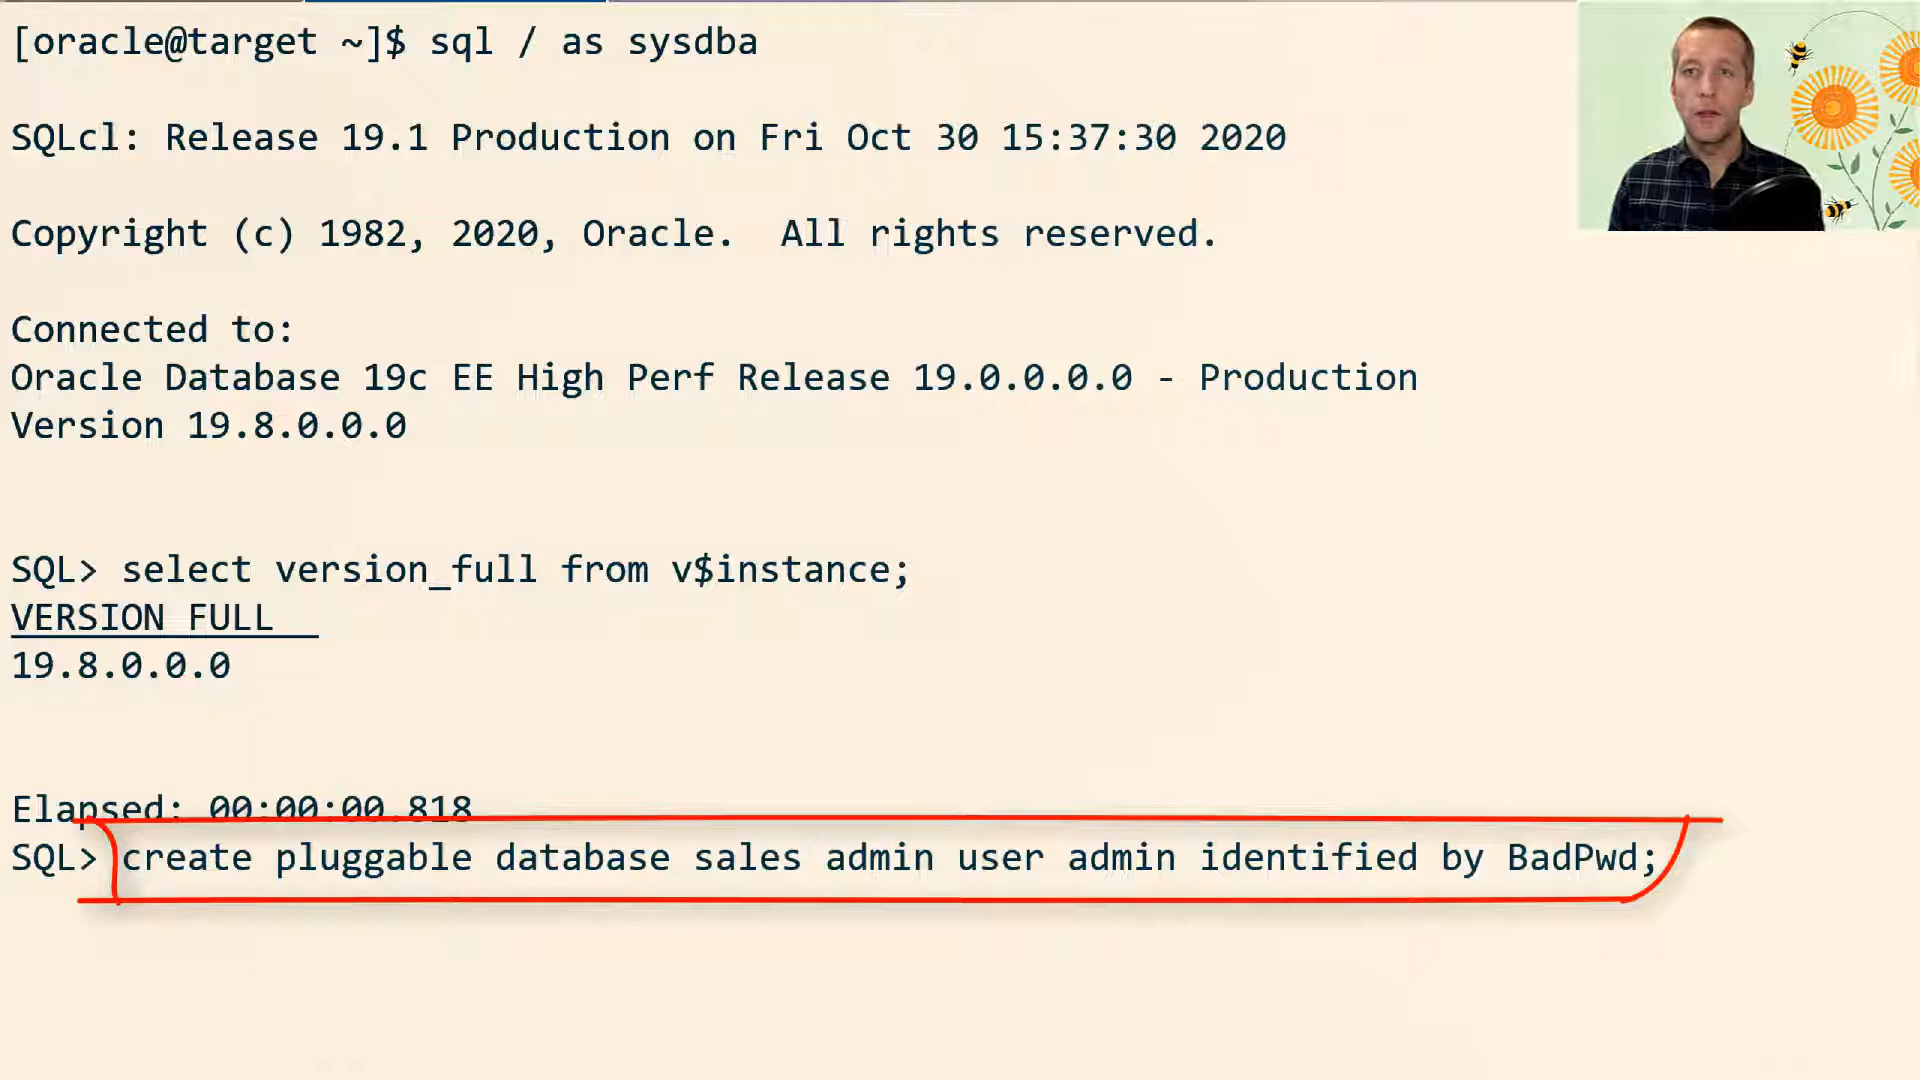 [oracle@target ~]$ sql / as sysdba
SQLcl: Release 19.1 Production on Fri Oct 30 15:37:30 2020
Copyright (c) 1982, 2020, Oracle.  All rights reserved.
Connected to:
Oracle Database 19c EE High Perf Release 19.0.0.0.0 - Production
Version 19.8.0.0.0
SQL> select version_full from v$instance;
VERSION_FULL
19.8.0.0.0
Elapsed: 00:00:00.818
SQL> create pluggable database sales admin user admin identified by BadPwd;